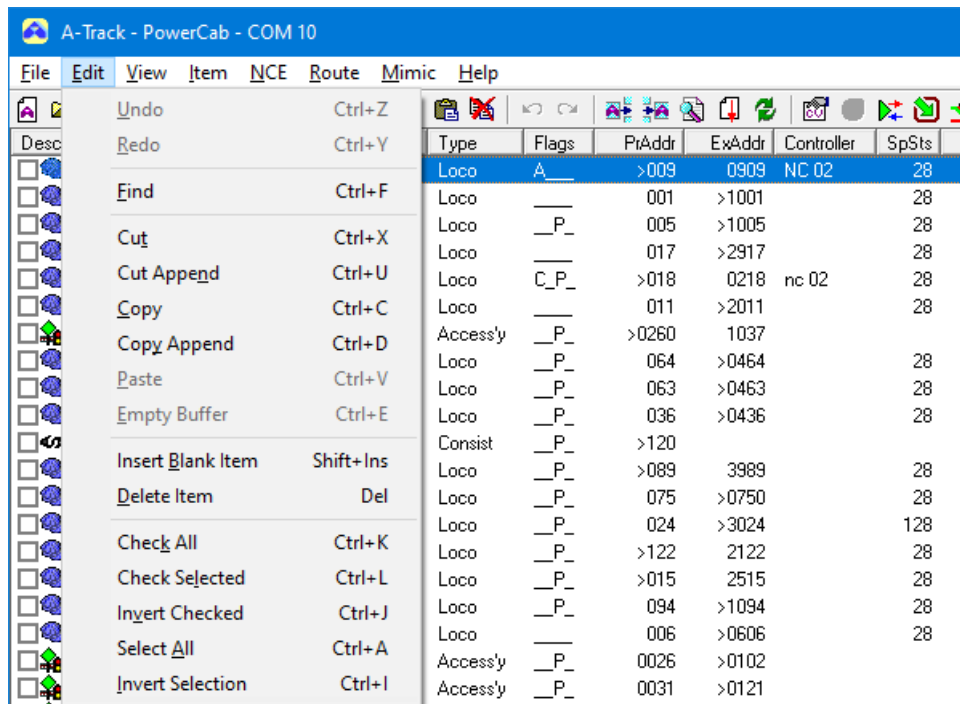 A-Track - PowerCab - COM 10
File Edit View Item NCE Route Mimic Help
Undo Ctrl+Z
Redo Ctrl+Y
Find Ctrl+F
Cut Ctrl+X
Cut Append Ctrl+U
Copy Ctrl+C
Copy Append Ctrl+D
Paste Ctrl+V
Empty Buffer Ctrl+E
Insert Blank Item Shift+Ins
Delete Item Del
Check All Ctrl+K
Check Selected Ctrl+L
Invert Checked Ctrl+J
Select All Ctrl+A
Invert Selection Ctrl+I
Desc Type Flags PrAddr ExAddr Controller SpSts
Loco A___ >009 0909 NC 02 28
Loco ____ 001 >1001 28
Loco __P_ 005 >1005 28
Loco ____ 017 >2917 28
Loco C_P_ >018 0218 nc 02 28
Loco ____ 011 >2011 28
Access'y __P_ >0260 1037
Loco __P_ 064 >0464 28
Loco __P_ 063 >0463 28
Loco __P_ 036 >0436 28
Consist __P_ >120
Loco __P_ >089 3989 28
Loco __P_ 075 >0750 28
Loco __P_ 024 >3024 128
Loco __P_ >122 2122 28
Loco __P_ >015 2515 28
Loco __P_ 094 >1094 28
Loco ____ 006 >0606 28
Access'y __P_ 0026 >0102
Access'y __P_ 0031 >0121